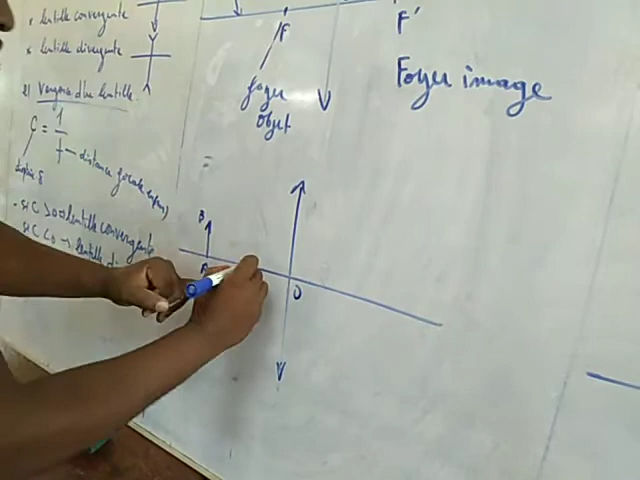 * lentille convergente
* lentille divergente
2) Vergence d'une lentille
C = 1
f → distance focale
dioptrie δ
- si C > 0 → lentille convergente
si C < 0 → lentille di
F
foyer
objet
F'
Foyer image
B
A
O